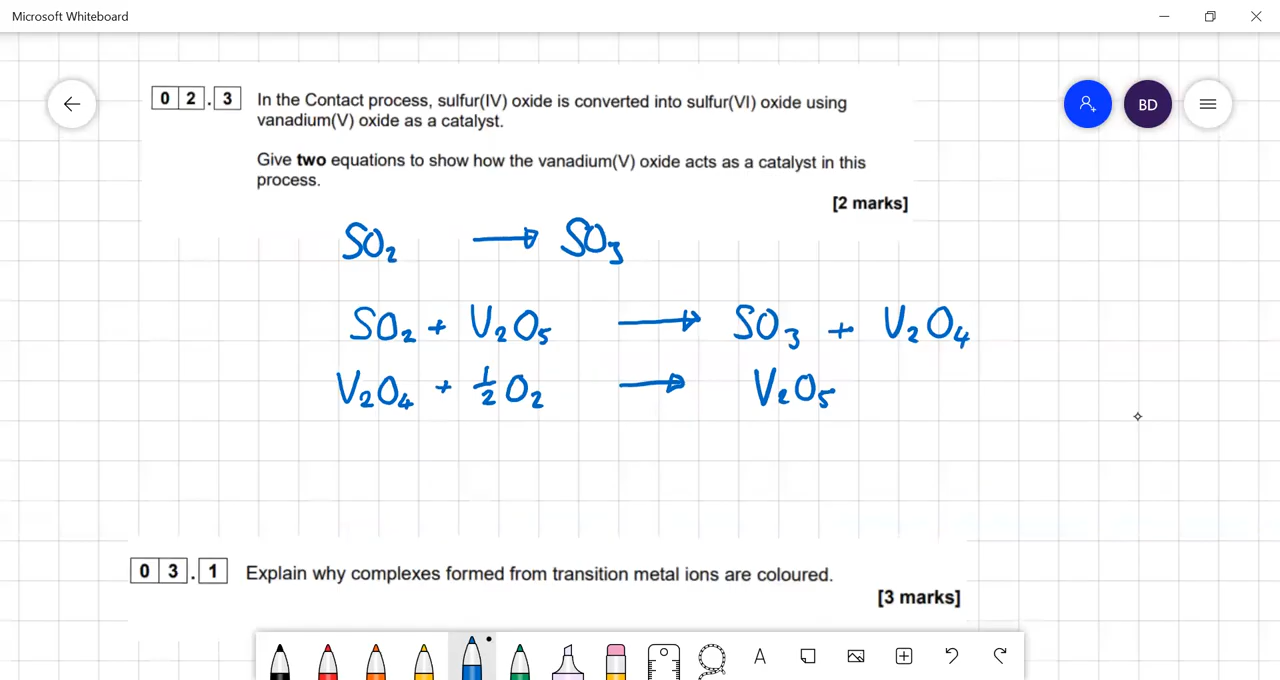 Microsoft Whiteboard
BD
0 2 . 3 In the Contact process, sulfur(IV) oxide is converted into sulfur(VI) oxide using
vanadium(V) oxide as a catalyst.
Give two equations to show how the vanadium(V) oxide acts as a catalyst in this
process.
[2 marks]
SO₂ → SO₃
SO₂ + V₂O₅ → SO₃ + V₂O₄
V₂O₄ + ½ O₂ → V₂O₅
0 3 . 1 Explain why complexes formed from transition metal ions are coloured.
[3 marks]
A